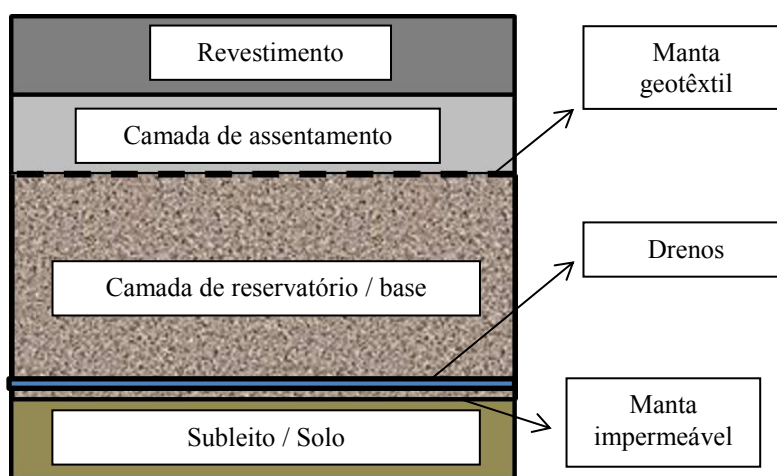 Revestimento
Manta
geotêxtil
Camada de assentamento
Drenos
Camada de reservatório / base
Manta
impermeável
Subleito / Solo